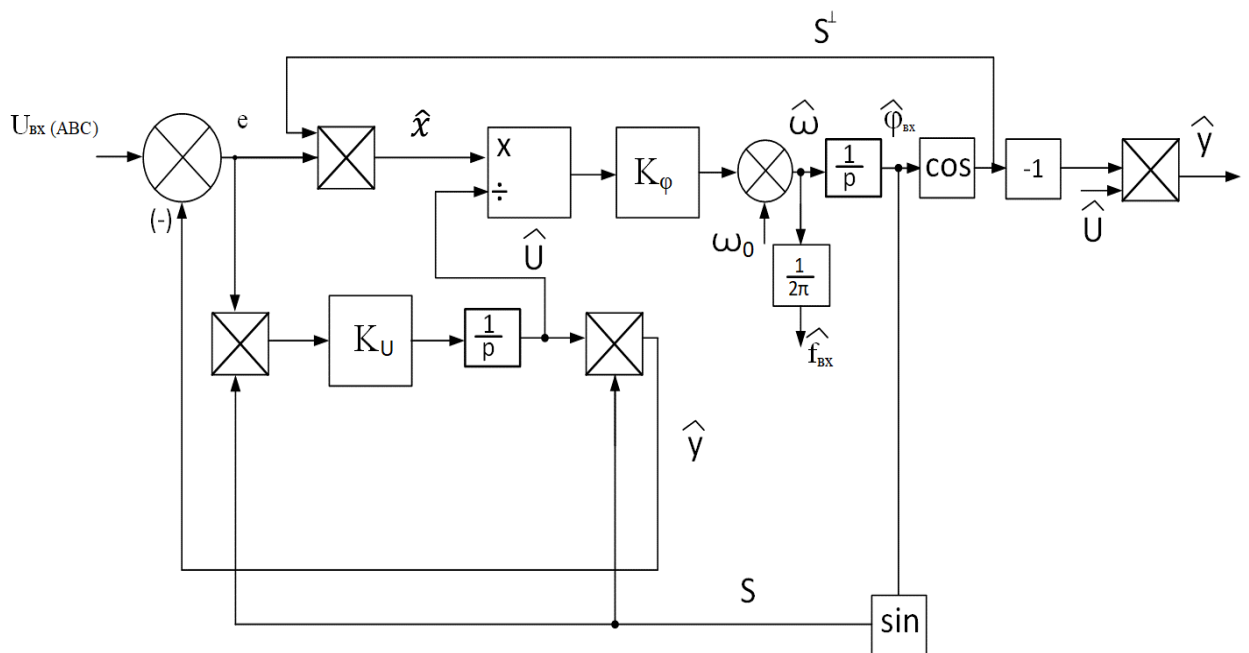 S⊥
Uвх (ABC)
e
x̂
X
÷
Kφ
ω̂
φ̂вх
1/p
cos
-1
ŷ
(-)
Û
ω₀
Û
1/2π
f̂вх
KU
1/p
ŷ
S
sin